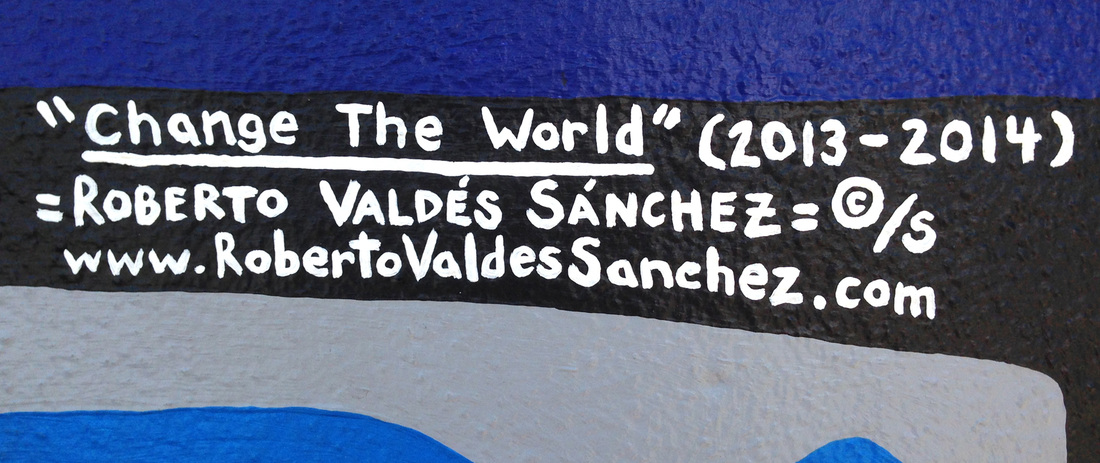 "Change The World" (2013-2014)
=ROBERTO VALDÉS SÁNCHEZ=©/S
www.RobertoValdesSanchez.com